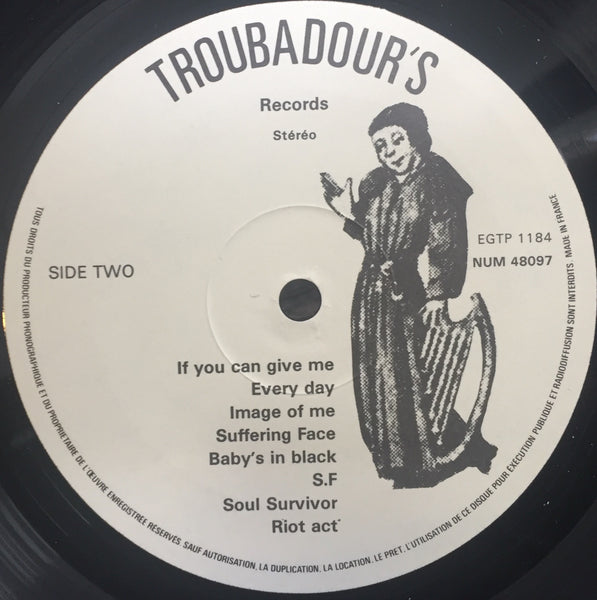 TROUBADOUR'S
Records
Stéréo
SIDE TWO
EGTP 1184
NUM 48097
If you can give me
Every day
Image of me
Suffering Face
Baby's in black
S.F
Soul Survivor
Riot act"
TOUS DROITS DU PRODUCTEUR PHONOGRAPHIQUE ET DU PROPRIETAIRE DE L'ŒUVRE ENREGISTREE RESERVES. SAUF AUTORISATION, LA DUPLICATION, LA LOCATION, LE PRET, L'UTILISATION DE CE DISQUE POUR EXECUTION PUBLIQUE ET RADIODIFFUSION SONT INTERDITS. MADE IN FRANCE